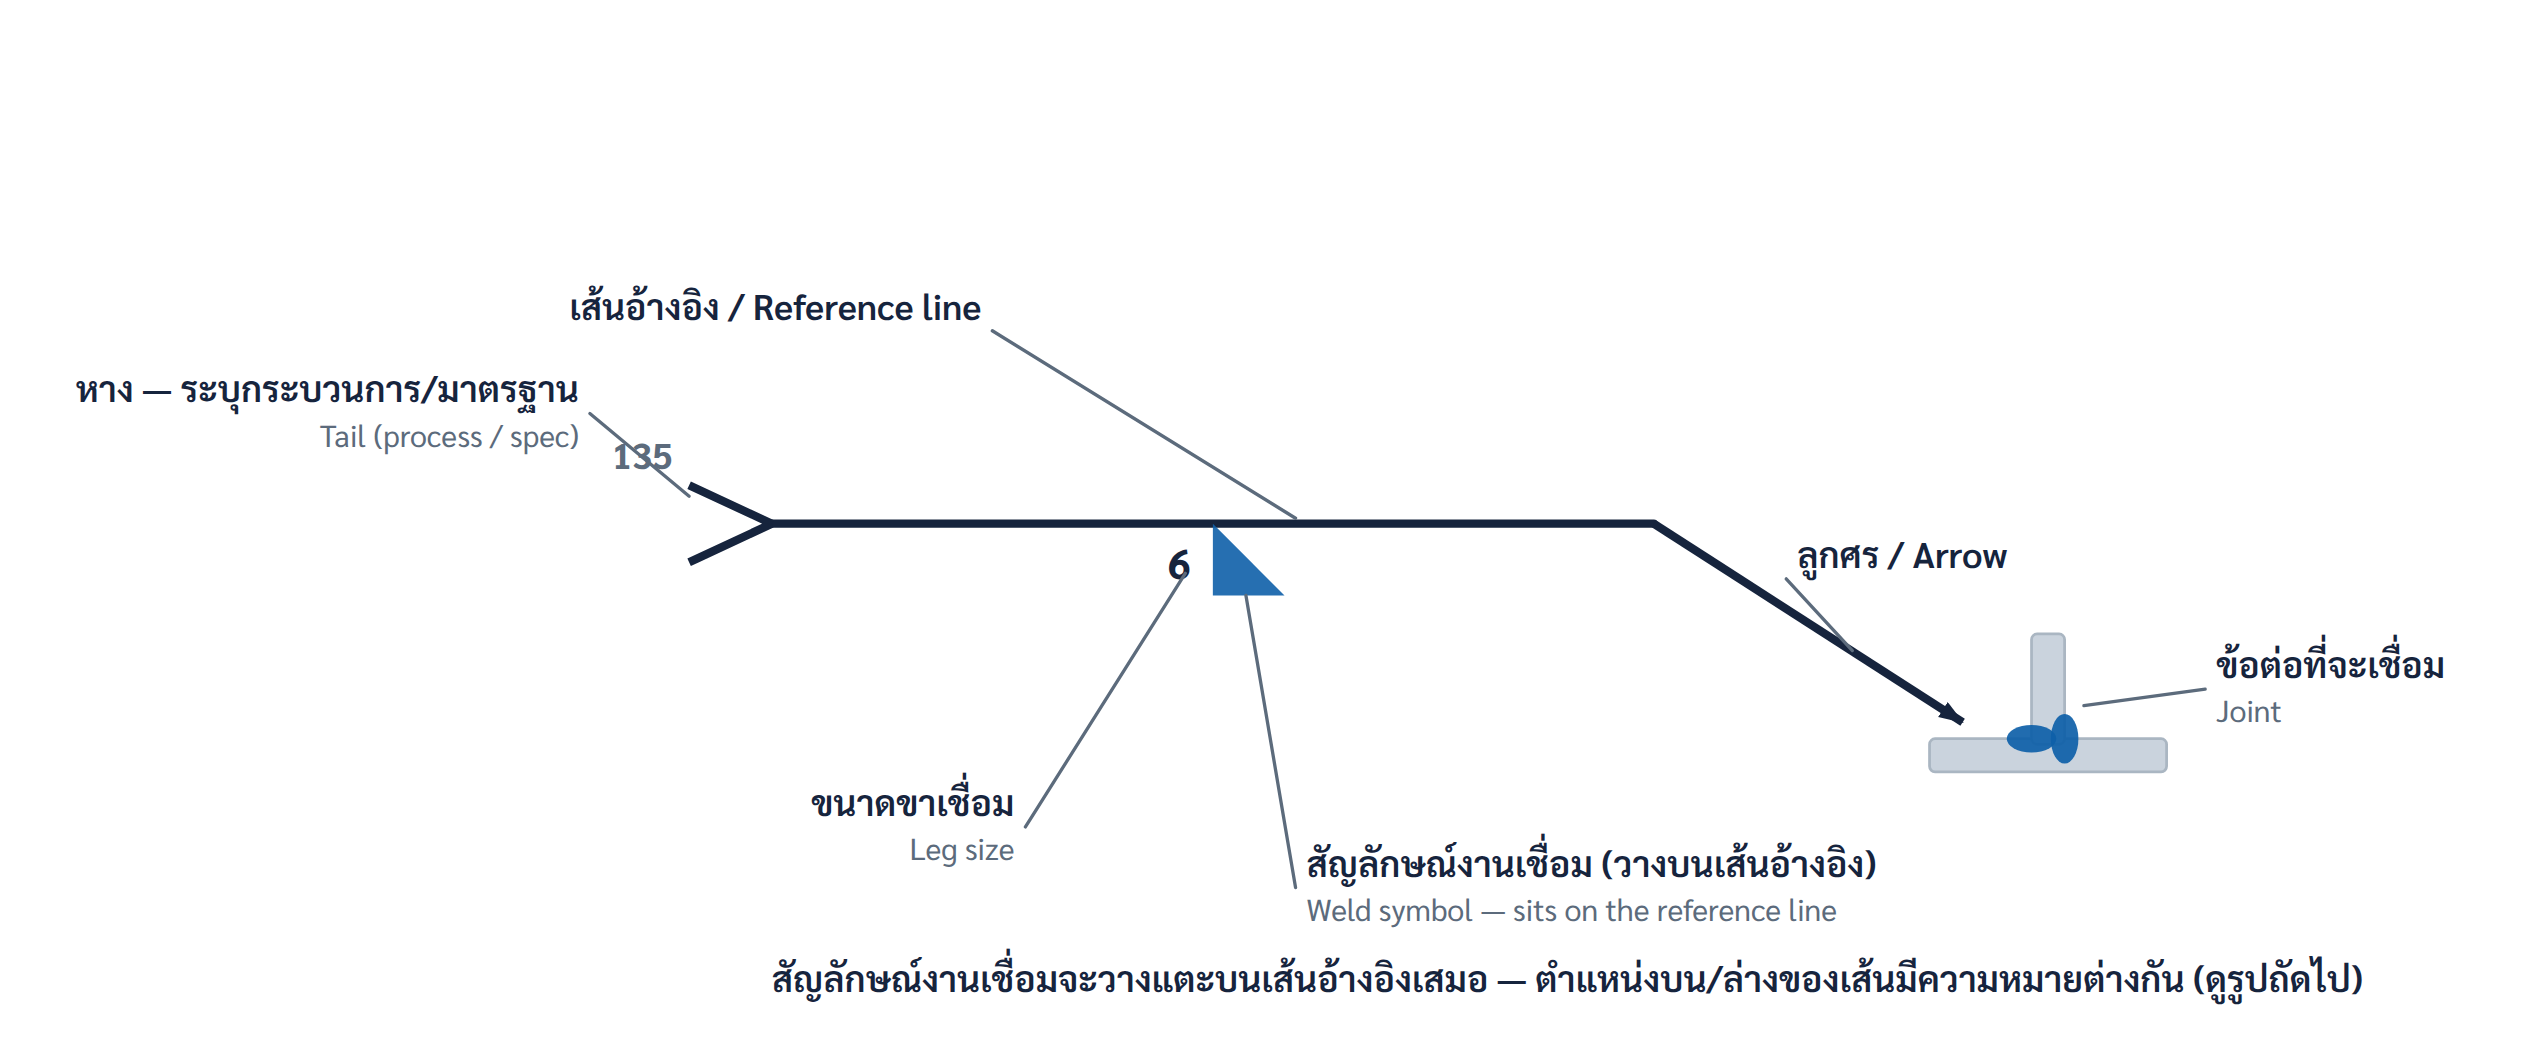 เส้นอ้างอิง / Reference line
หาง — ระบุกระบวนการ/มาตรฐาน
Tail (process / spec)
135
6
ลูกศร / Arrow
ข้อต่อที่จะเชื่อม
Joint
ขนาดขาเชื่อม
Leg size
สัญลักษณ์งานเชื่อม (วางบนเส้นอ้างอิง)
Weld symbol — sits on the reference line
สัญลักษณ์งานเชื่อมจะวางแตะบนเส้นอ้างอิงเสมอ — ตำแหน่งบน/ล่างของเส้นมีความหมายต่างกัน (ดูรูปถัดไป)